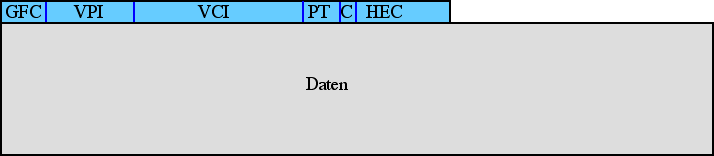 GFC VPI VCI PT C HEC
Daten